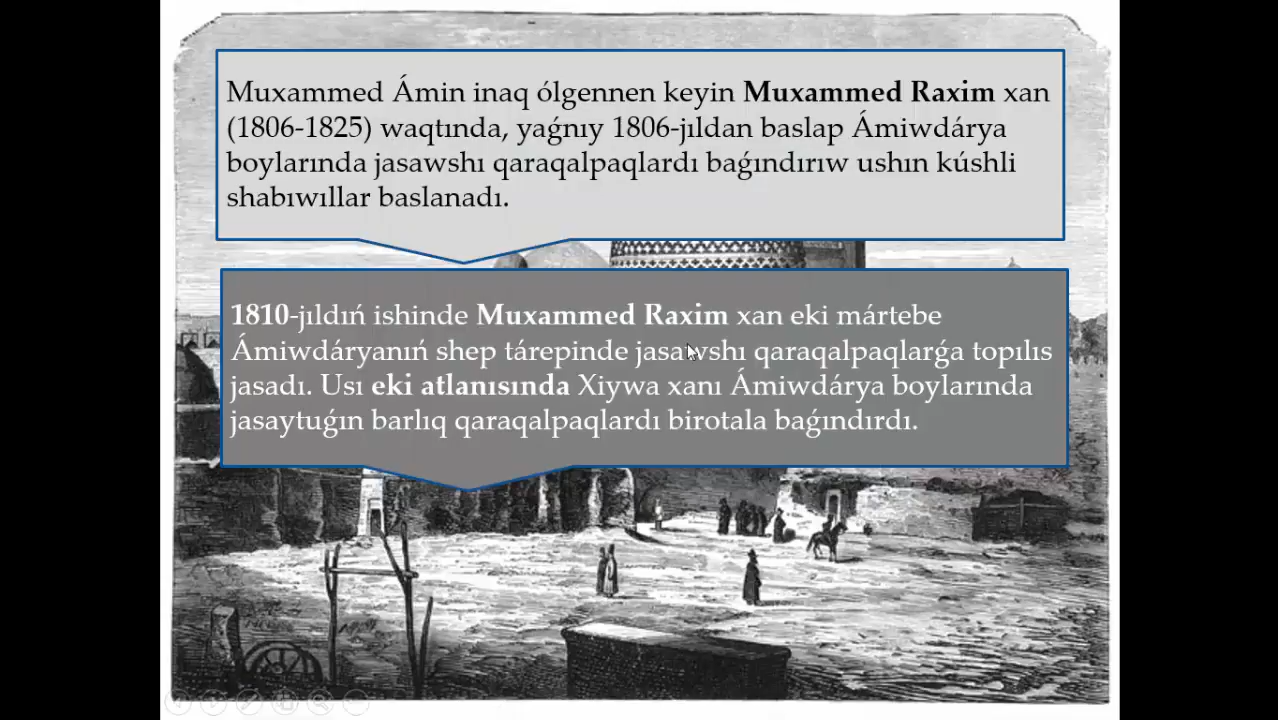 Muxammed Ámin inaq ólgennen keyin Muxammed Raxim xan
(1806-1825) waqtında, yaǵnıy 1806-jıldan baslap Ámiwdárya
boylarında jasawshı qaraqalpaqlardı baǵındırıw ushın kúshli
shabıwıllar baslanadı.
1810-jıldıń ishinde Muxammed Raxim xan eki mártebe
Ámiwdáryanıń shep tárepinde jasawshı qaraqalpaqlarǵa topılıs
jasadı. Usı eki atlanısında Xiywa xanı Ámiwdárya boylarında
jasaytuǵın barlıq qaraqalpaqlardı birotala baǵındırdı.